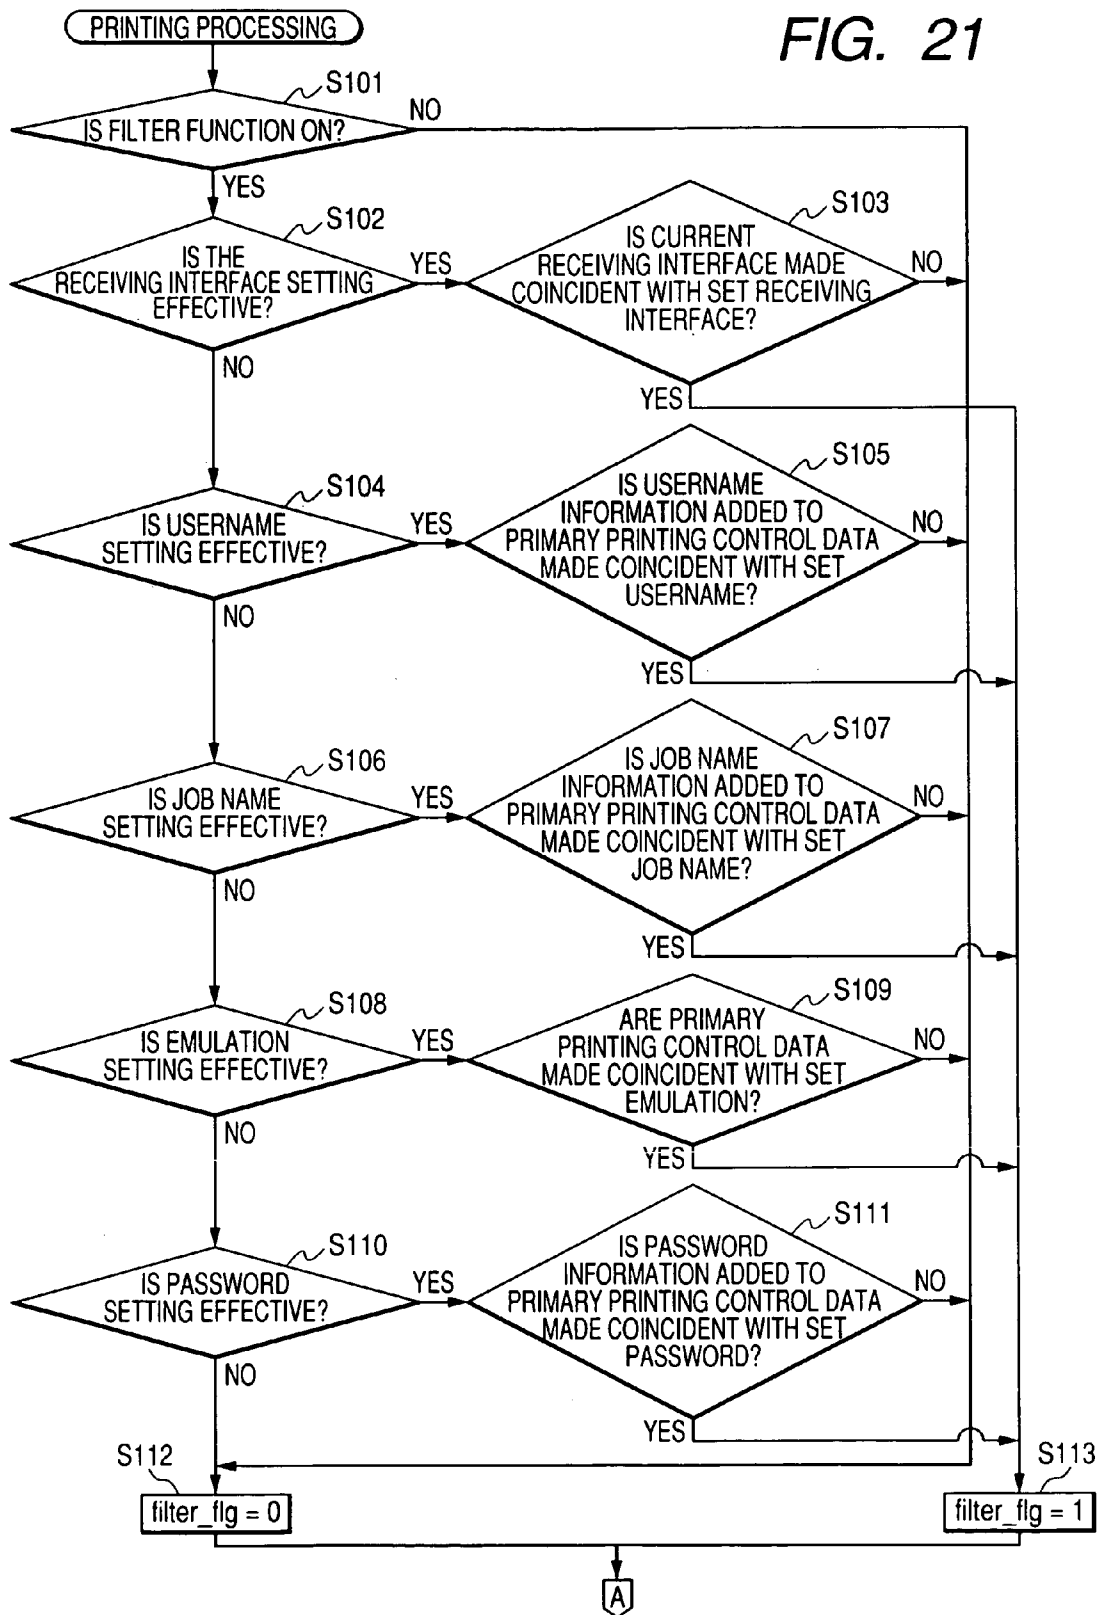 PRINTING PROCESSING
FIG. 21
S101
IS FILTER FUNCTION ON?
NO
YES
S102
IS THE
RECEIVING INTERFACE SETTING
EFFECTIVE?
YES
NO
S103
IS CURRENT
RECEIVING INTERFACE MADE
COINCIDENT WITH SET RECEIVING
INTERFACE?
NO
YES
S104
IS USERNAME
SETTING EFFECTIVE?
YES
NO
S105
IS USERNAME
INFORMATION ADDED TO
PRIMARY PRINTING CONTROL DATA
MADE COINCIDENT WITH SET
USERNAME?
NO
YES
S106
IS JOB NAME
SETTING EFFECTIVE?
YES
NO
S107
IS JOB NAME
INFORMATION ADDED TO
PRIMARY PRINTING CONTROL DATA
MADE COINCIDENT WITH SET
JOB NAME?
NO
YES
S108
IS EMULATION
SETTING EFFECTIVE?
YES
NO
S109
ARE PRIMARY
PRINTING CONTROL DATA
MADE COINCIDENT WITH SET
EMULATION?
NO
YES
S110
IS PASSWORD
SETTING EFFECTIVE?
YES
NO
S111
IS PASSWORD
INFORMATION ADDED TO
PRIMARY PRINTING CONTROL DATA
MADE COINCIDENT WITH SET
PASSWORD?
NO
YES
S112
filter_flg = 0
S113
filter_flg = 1
A